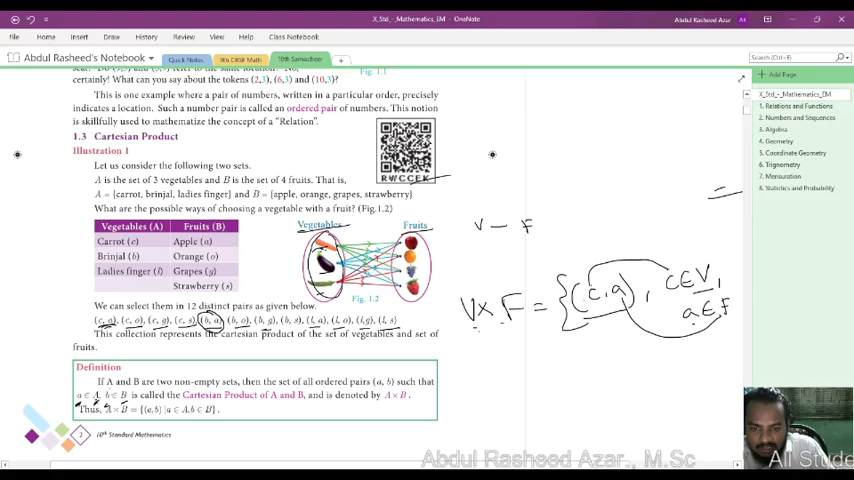 X_Std_-_Mathematics_EM - OneNote
Abdul Rasheed Azar
AR
File
Home
Insert
Draw
History
Review
View
Help
Class Notebook
Abdul Rasheed's Notebook
Quick Notes
9th CBSP Math
10th Samacheer
+
Search (Ctrl+E)
Add Page
X_Std_-_Mathematics_EM
1. Relations and Functions
2. Numbers and Sequences
3. Algebra
4. Geometry
5. Coordinate Geometry
6. Trigometry
7. Mensuration
8. Statistics and Probability
certainly! What can you say about the tokens (2,3), (6,3) and (10,3)?
Fig. 1.1
This is one example where a pair of numbers, written in a particular order, precisely
indicates a location. Such a number pair is called an ordered pair of numbers. This notion
is skillfully used to mathematize the concept of a "Relation".
1.3 Cartesian Product
Illustration 1
Let us consider the following two sets.
A is the set of 3 vegetables and B is the set of 4 fruits. That is,
RWCCEK
A = {carrot, brinjal, ladies finger} and B = {apple, orange, grapes, strawberry}
What are the possible ways of choosing a vegetable with a fruit? (Fig.1.2)
Vegetables (A) Fruits (B)
Carrot (c) Apple (a)
Brinjal (b) Orange (o)
Ladies finger (l) Grapes (g)
Strawberry (s)
Vegetables Fruits
Fig. 1.2
We can select them in 12 distinct pairs as given below.
(c, a), (c, o), (c, g), (c, s), (b, a), (b, o), (b, g), (b, s), (l, a), (l, o), (l,g), (l, s)
This collection represents the cartesian product of the set of vegetables and set of
fruits.
Definition
If A and B are two non-empty sets, then the set of all ordered pairs (a, b) such that
a ∈ A, b ∈ B is called the Cartesian Product of A and B, and is denoted by A × B.
Thus, A × B = {(a, b) | a ∈ A, b ∈ B}.
2
10th Standard Mathematics
V — F
V × F = { (c, a), c ∈ V,
a ∈ F
=
Abdul Rasheed Azar., M.Sc
All Stude